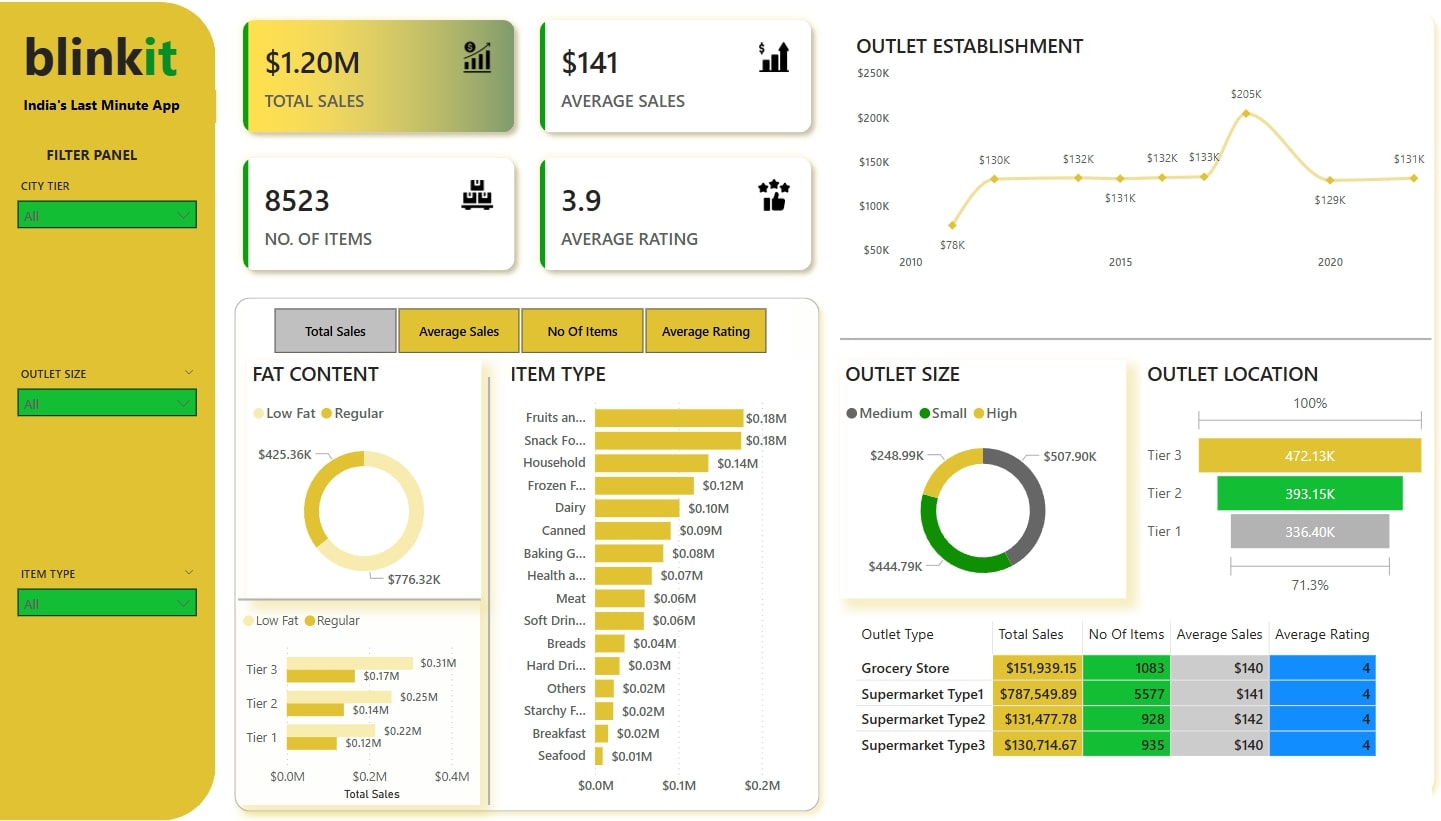 blinkit
India's Last Minute App
FILTER PANEL
CITY TIER
All
OUTLET SIZE
All
ITEM TYPE
All
$1.20M
TOTAL SALES
$141
AVERAGE SALES
8523
NO. OF ITEMS
3.9
AVERAGE RATING
OUTLET ESTABLISHMENT
$250K
$200K
$150K
$100K
$50K
$78K
$130K
$132K
$131K
$132K
$133K
$205K
$129K
$131K
2010
2015
2020
Total Sales
Average Sales
No Of Items
Average Rating
FAT CONTENT
Low Fat
Regular
$425.36K
$776.32K
Low Fat
Regular
Tier 3
$0.31M
$0.17M
Tier 2
$0.25M
$0.14M
Tier 1
$0.22M
$0.12M
$0.0M
$0.2M
$0.4M
Total Sales
ITEM TYPE
Fruits an... $0.18M
Snack Fo... $0.18M
Household $0.14M
Frozen F... $0.12M
Dairy $0.10M
Canned $0.09M
Baking G... $0.08M
Health a... $0.07M
Meat $0.06M
Soft Drin... $0.06M
Breads $0.04M
Hard Dri... $0.03M
Others $0.02M
Starchy F... $0.02M
Breakfast $0.02M
Seafood $0.01M
$0.0M $0.1M $0.2M
OUTLET SIZE
Medium Small High
$248.99K
$507.90K
$444.79K
OUTLET LOCATION
100%
Tier 3 472.13K
Tier 2 393.15K
Tier 1 336.40K
71.3%
Outlet Type Total Sales No Of Items Average Sales Average Rating
Grocery Store $151,939.15 1083 $140 4
Supermarket Type1 $787,549.89 5577 $141 4
Supermarket Type2 $131,477.78 928 $142 4
Supermarket Type3 $130,714.67 935 $140 4